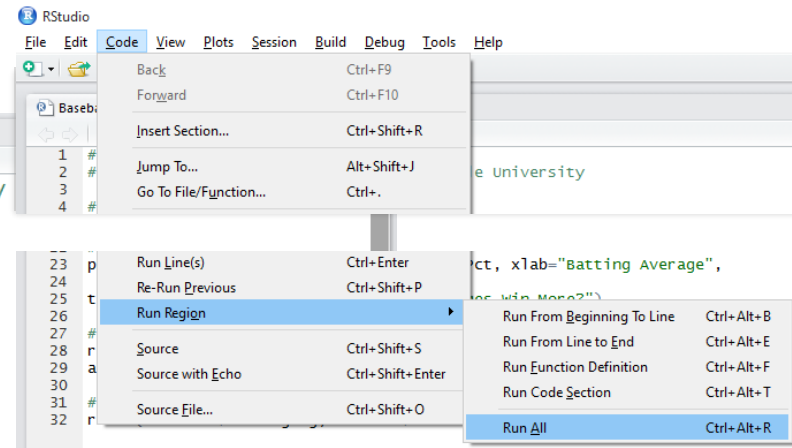 RStudio
File Edit Code View Plots Session Build Debug Tools Help
Back Ctrl+F9
Forward Ctrl+F10
Baseb
Insert Section... Ctrl+Shift+R
1 #
Jump To... Alt+Shift+J
2 # e University
3 Go To File/Function... Ctrl+.
4 #
23 p Run Line(s) Ctrl+Enter Pct, xlab="Batting Average",
24 Re-Run Previous Ctrl+Shift+P
25 t es Win More?")
26 Run Region
Run From Beginning To Line Ctrl+Alt+B
27 #
28 r Source Ctrl+Shift+S Run From Line to End Ctrl+Alt+E
29 a Source with Echo Ctrl+Shift+Enter Run Function Definition Ctrl+Alt+F
30 Run Code Section Ctrl+Alt+T
31 # Source File... Ctrl+Shift+O
32 r Run All Ctrl+Alt+R